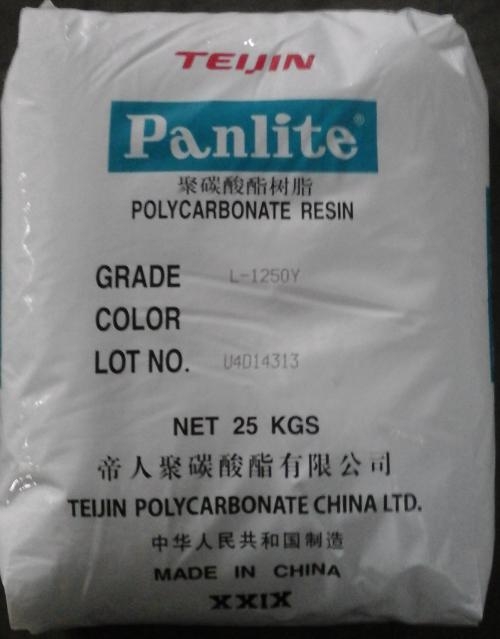 TEIJIN
Panlite®
聚碳酸酯树脂
POLYCARBONATE RESIN
GRADE L-1250Y
COLOR
LOT NO. U4D14313
NET 25 KGS
帝人聚碳酸酯有限公司
TEIJIN POLYCARBONATE CHINA LTD.
中华人民共和国制造
MADE IN CHINA
XXIX